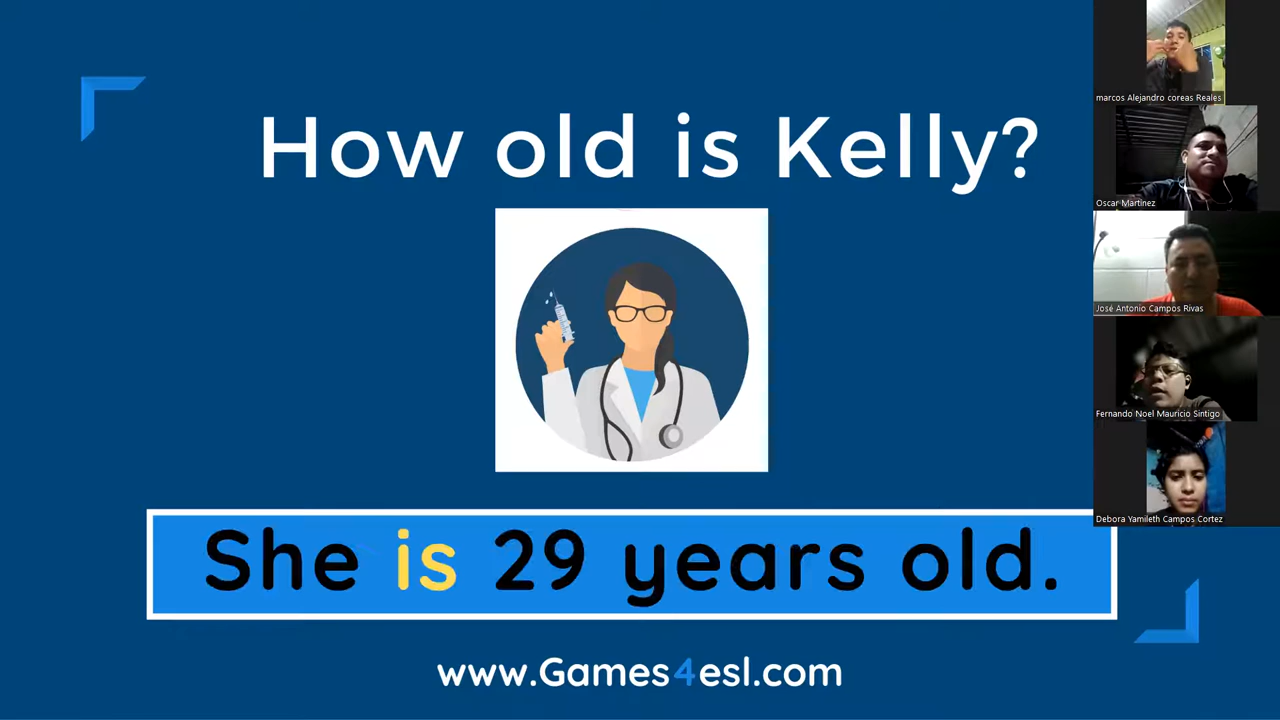 How old is Kelly?
She is 29 years old.
www.Games4esl.com
marcos Alejandro coreas Reales
Oscar Martinez
José Antonio Campos Rivas
Fernando Noel Mauricio Sintigo
Debora Yamileth Campos Cortez